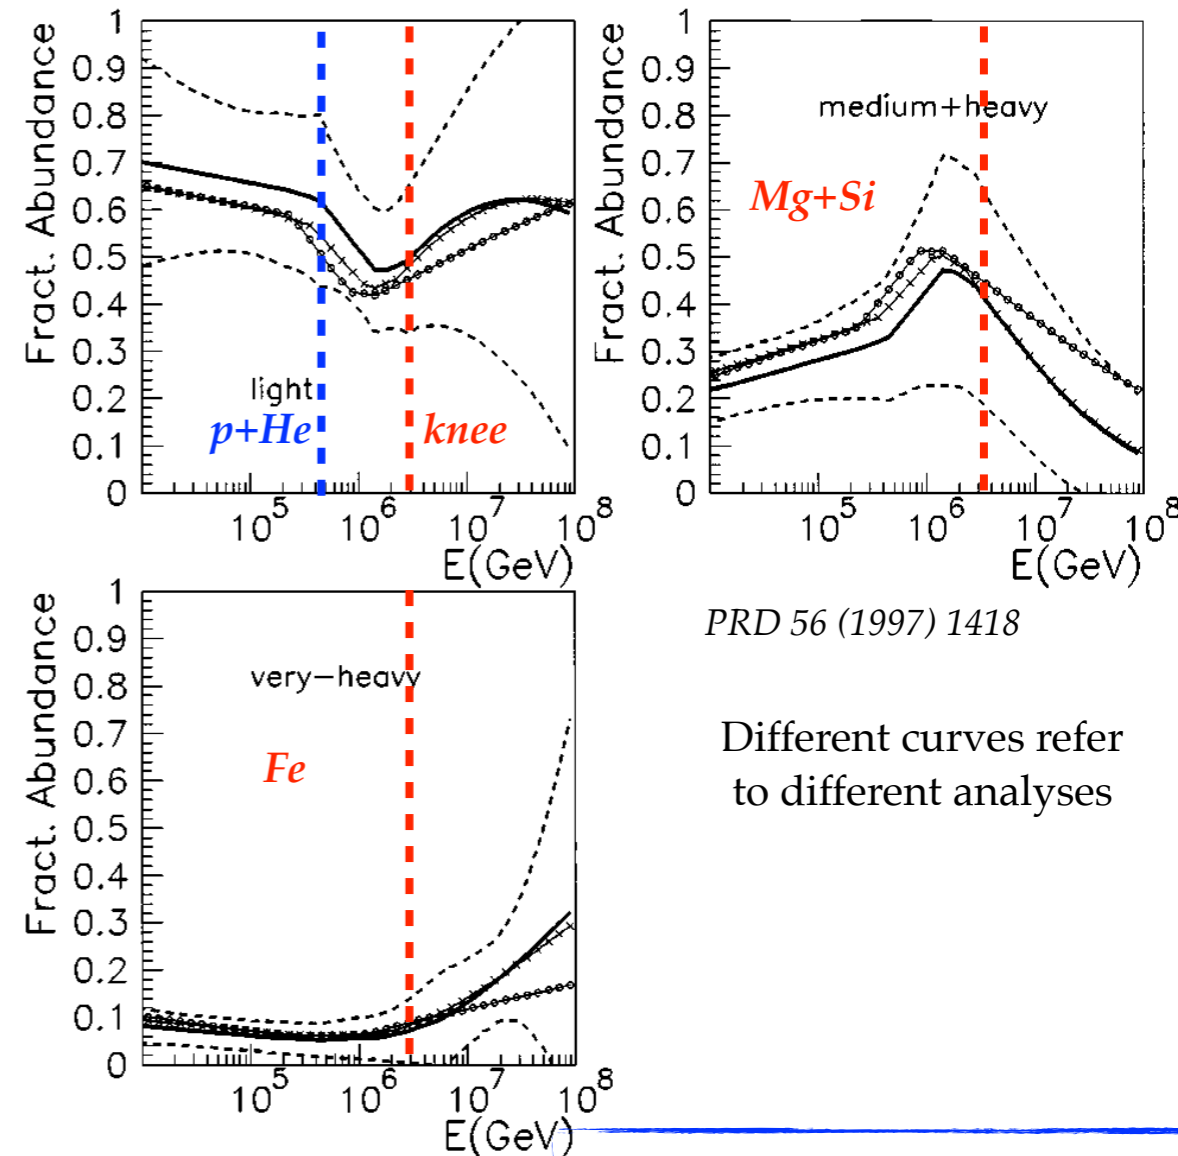 Fract. Abundance
1
0.9
0.8
0.7
0.6
0.5
0.4
0.3
0.2
0.1
0
light
p+He
knee
10^5 10^6 10^7 10^8
E(GeV)
Fract. Abundance
1
0.9
0.8
0.7
0.6
0.5
0.4
0.3
0.2
0.1
0
medium+heavy
Mg+Si
10^5 10^6 10^7 10^8
E(GeV)
Fract. Abundance
1
0.9
0.8
0.7
0.6
0.5
0.4
0.3
0.2
0.1
0
very-heavy
Fe
10^5 10^6 10^7 10^8
E(GeV)
PRD 56 (1997) 1418
Different curves refer
to different analyses